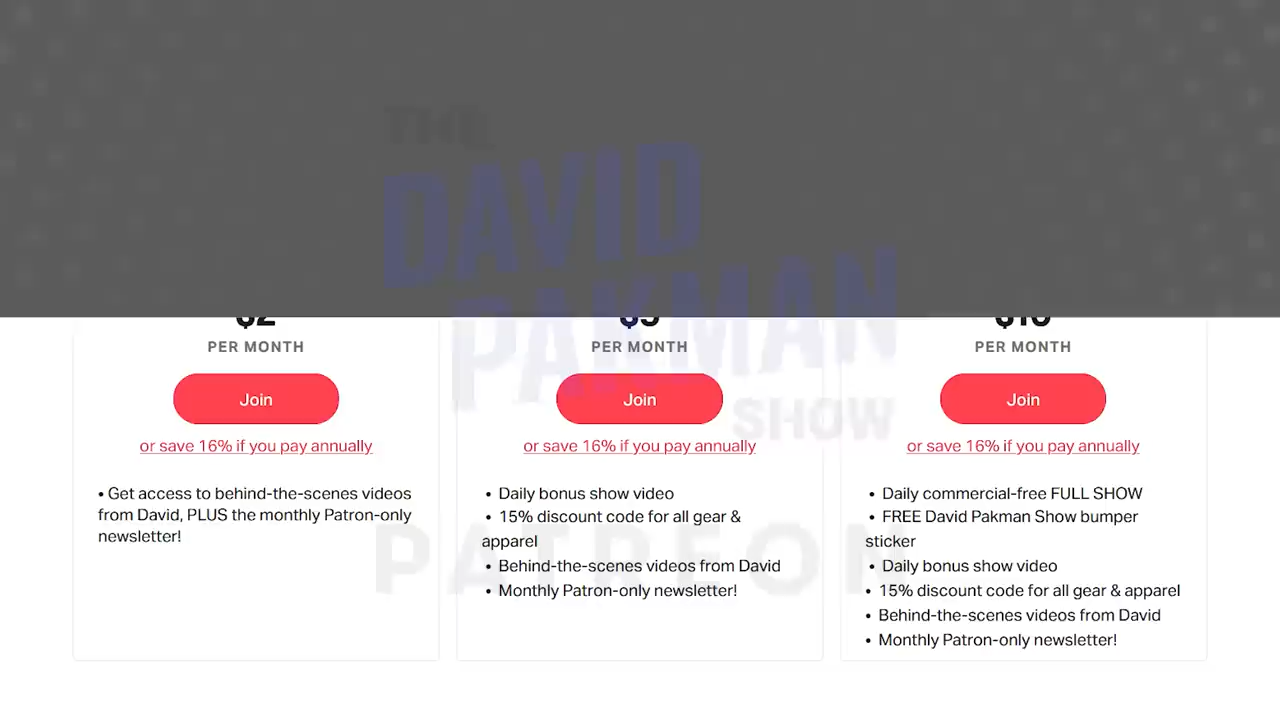 THE
DAVID
PAKMAN
SHOW
PATREON
$2
PER MONTH
Join
or save 16% if you pay annually
• Get access to behind-the-scenes videos
from David, PLUS the monthly Patron-only
newsletter!
PER MONTH
Join
or save 16% if you pay annually
• Daily bonus show video
• 15% discount code for all gear &
apparel
• Behind-the-scenes videos from David
• Monthly Patron-only newsletter!
PER MONTH
Join
or save 16% if you pay annually
• Daily commercial-free FULL SHOW
• FREE David Pakman Show bumper
sticker
• Daily bonus show video
• 15% discount code for all gear & apparel
• Behind-the-scenes videos from David
• Monthly Patron-only newsletter!